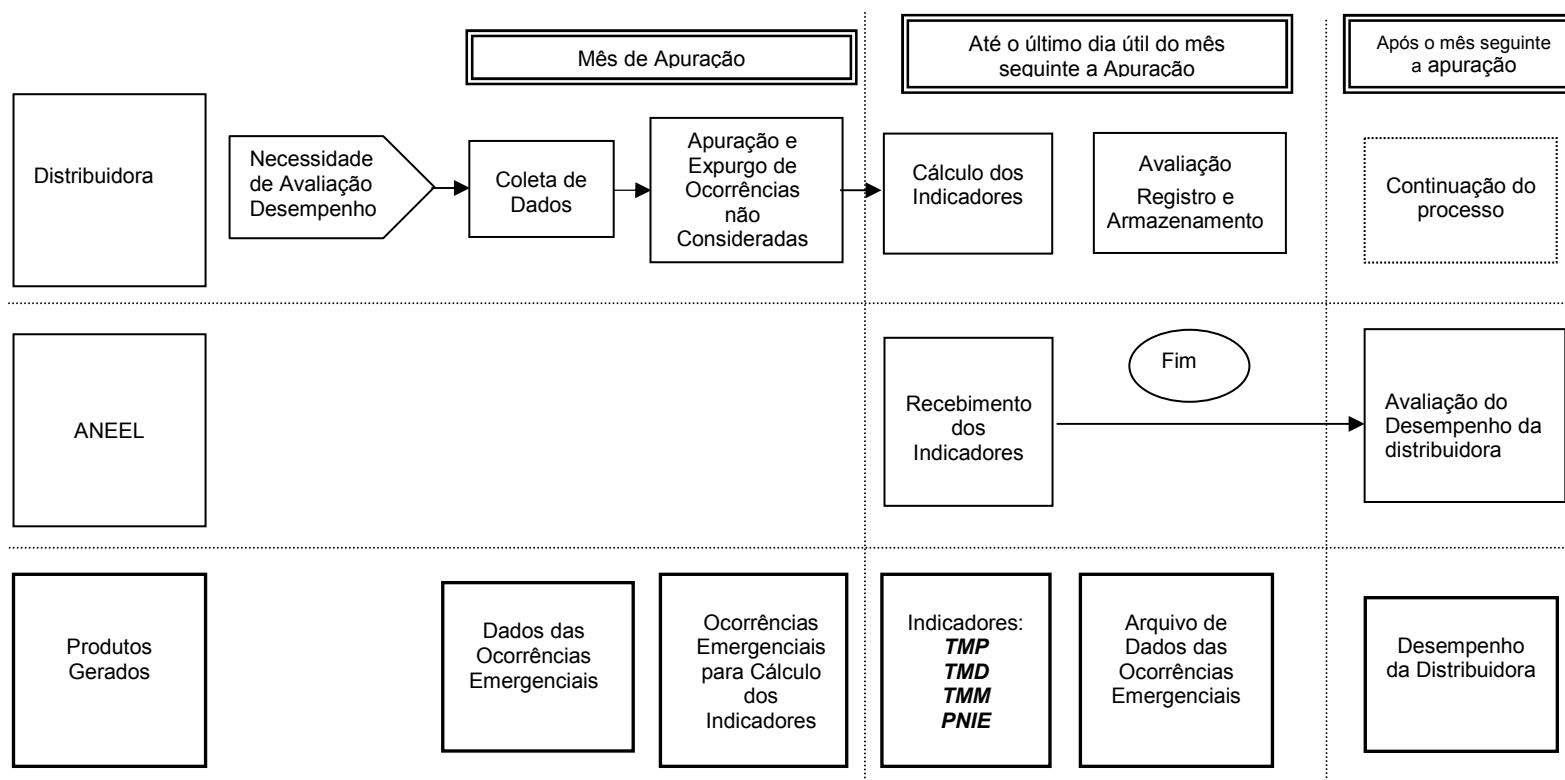 Mês de Apuração
Até o último dia útil do mês
seguinte a Apuração
Após o mês seguinte
a apuração
Distribuidora
Necessidade
de Avaliação
Desempenho
Coleta de
Dados
Apuração e
Expurgo de
Ocorrências
não
Consideradas
Cálculo dos
Indicadores
Avaliação
Registro e
Armazenamento
Continuação do
processo
ANEEL
Recebimento
dos
Indicadores
Fim
Avaliação do
Desempenho da
distribuidora
Produtos
Gerados
Dados das
Ocorrências
Emergenciais
Ocorrências
Emergenciais
para Cálculo
dos
Indicadores
Indicadores:
TMP
TMD
TMM
PNIE
Arquivo de
Dados das
Ocorrências
Emergenciais
Desempenho
da Distribuidora